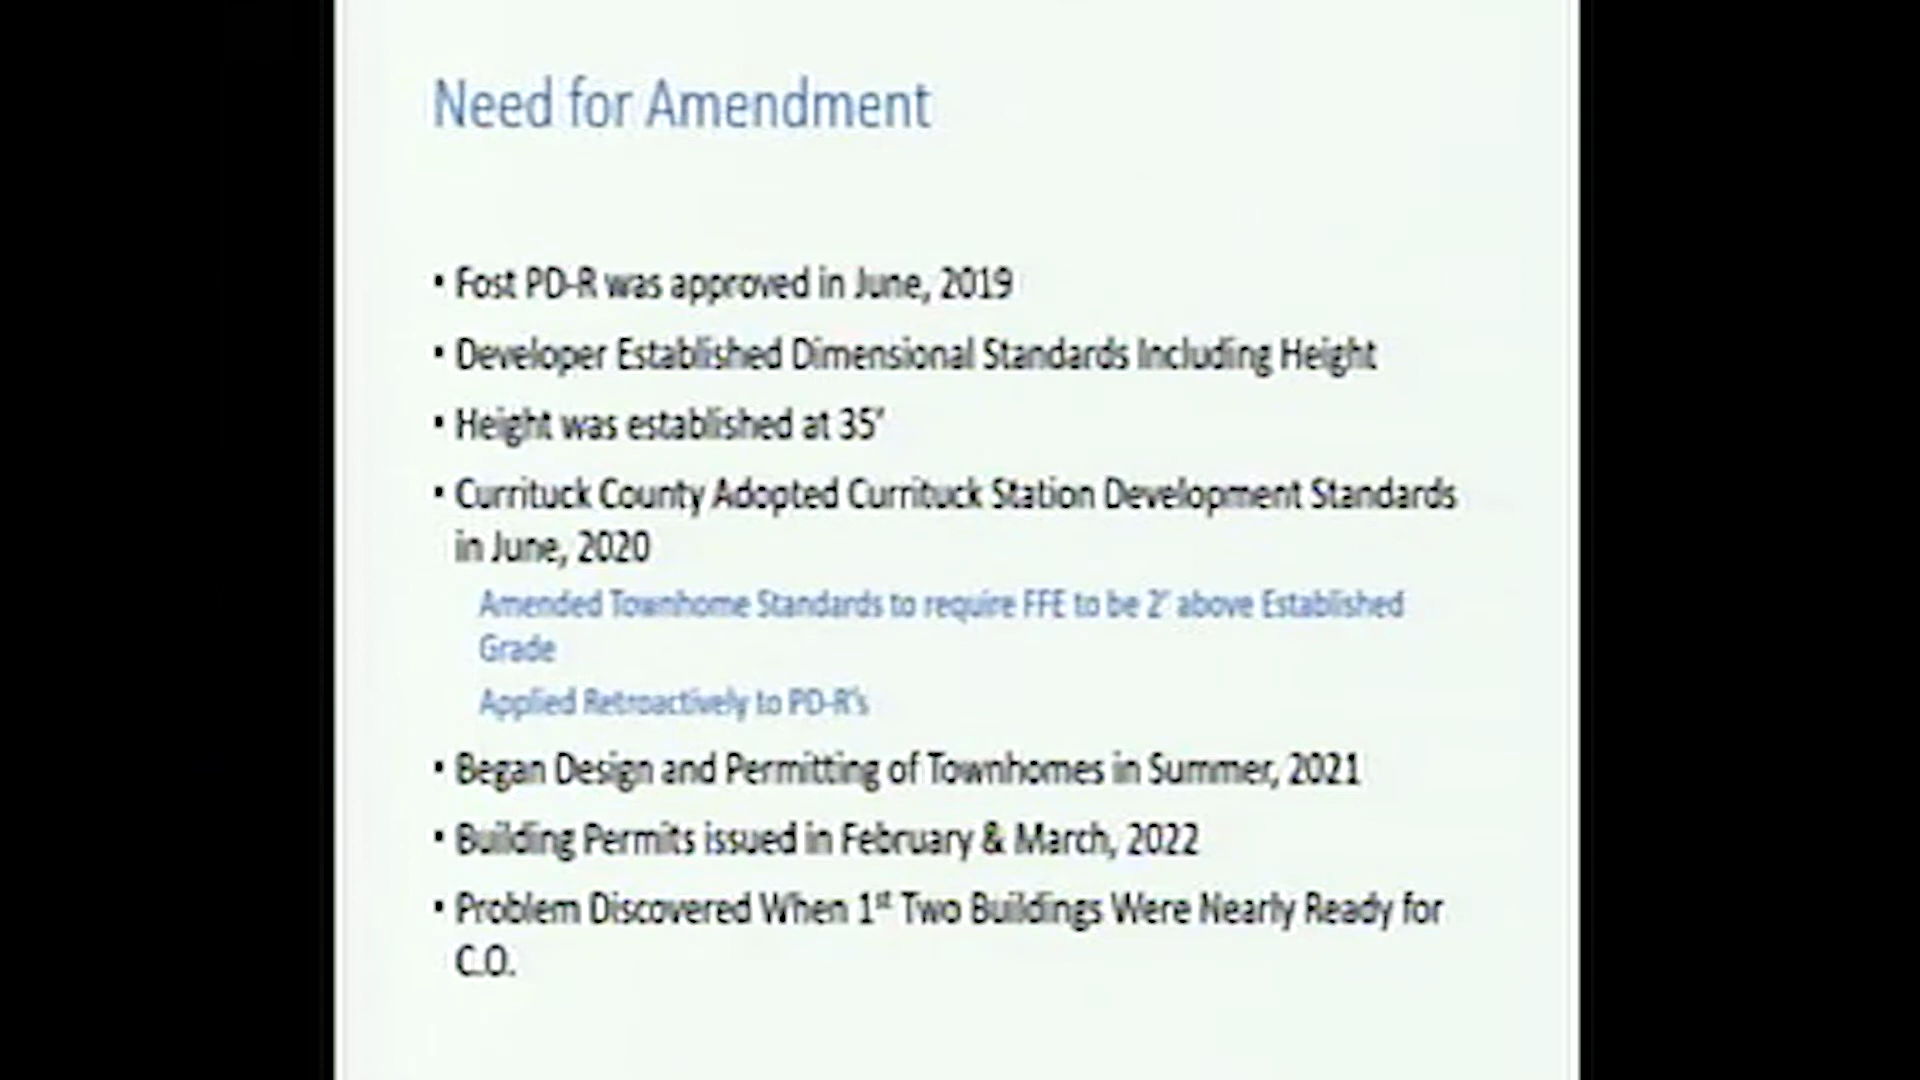 Need for Amendment
• Fost PD-R was approved in June, 2019
• Developer Established Dimensional Standards Including Height
• Height was established at 35'
• Currituck County Adopted Currituck Station Development Standards
in June, 2020
Amended Townhome Standards to require FFE to be 2' above Established
Grade
Applied Retroactively to PD-R's
• Began Design and Permitting of Townhomes in Summer, 2021
• Building Permits issued in February & March, 2022
• Problem Discovered When 1st Two Buildings Were Nearly Ready for
C.O.